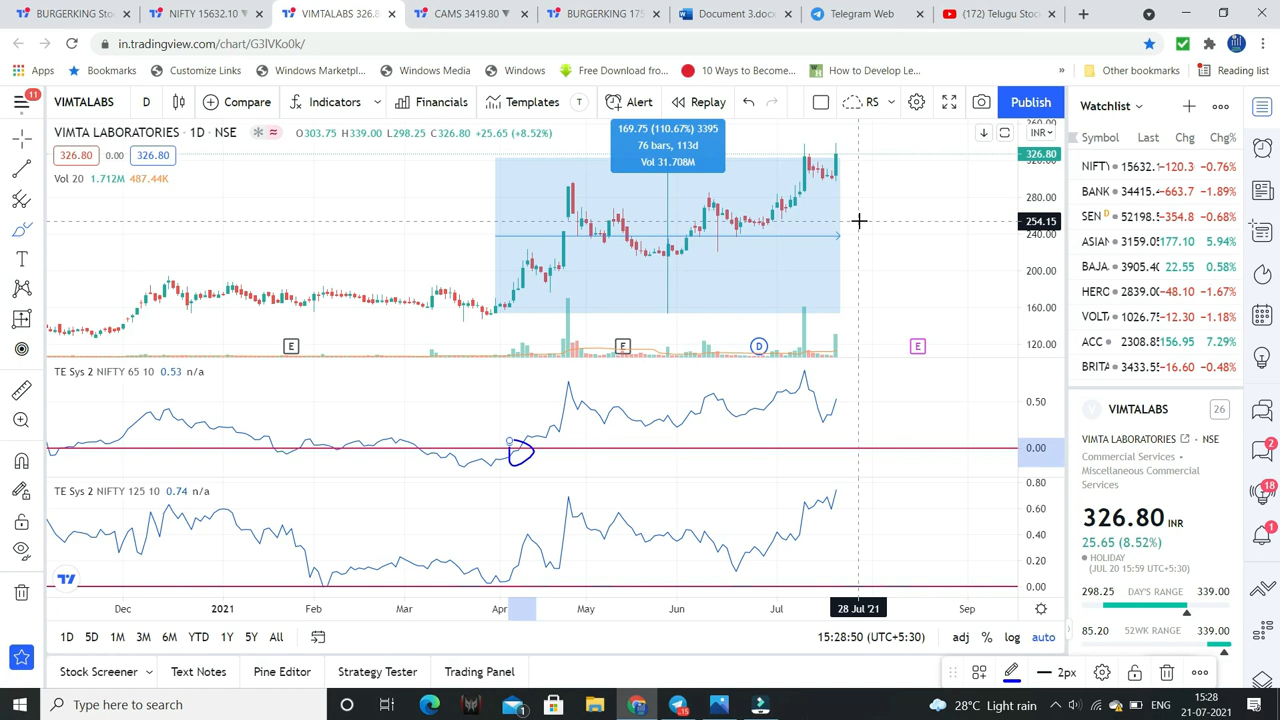 BURGERKING Stock
NIFTY 15632.10
VIMTALABS 326.8
CAMS 3419.80
BURGERKING 175
Document 3.docx
Telegram Web
(172) Telugu Stock
in.tradingview.com/chart/G3lVKo0k/
Apps
Bookmarks
Customize Links
Windows Marketpl...
Windows Media
Windows
Free Download fro...
10 Ways to Become...
How to Develop Le...
»
Other bookmarks
Reading list
11
VIMTALABS
D
Compare
Indicators
Financials
Templates
T
Alert
Replay
RS
Publish
Watchlist
VIMTA LABORATORIES · 1D · NSE
O303.75 H339.00 L298.25 C326.80 +25.65 (+8.52%)
INR
326.80 0.00 326.80
Vol 20 1.712M 487.44K
169.75 (110.67%) 3395
76 bars, 113d
Vol 31.708M
326.80
280.00
254.15
240.00
200.00
160.00
120.00
E
E
D
E
TE Sys 2 NIFTY 65 10 0.53 n/a
0.50
0.00
TE Sys 2 NIFTY 125 10 0.74 n/a
0.80
0.60
0.40
0.20
0.00
Dec 2021 Feb Mar Apr May Jun Jul 28 Jul '21 Sep
1D 5D 1M 3M 6M YTD 1Y 5Y All
15:28:50 (UTC+5:30)
adj % log auto
Stock Screener
Text Notes
Pine Editor
Strategy Tester
Trading Panel
2px
Symbol Last Chg Chg%
NIFTY 15632.1 -120.3 -0.76%
BANK 34415.4 -663.7 -1.89%
SEN D 52198.5 -354.8 -0.68%
ASIAN 3159.05 177.10 5.94%
BAJA 3905.40 22.55 0.58%
HERO 2839.00 -48.10 -1.67%
VOLT 1026.75 -12.30 -1.18%
ACC 2308.85 156.95 7.29%
BRITA 3433.55 -16.60 -0.48%
VIMTALABS
26
VIMTA LABORATORIES NSE
Commercial Services •
Miscellaneous Commercial
Services
326.80 INR
25.65 (8.52%)
HOLIDAY
(JUL 20 15:59 UTC+5:30)
298.25 DAY'S RANGE 339.00
85.20 52WK RANGE 339.00
2
18
1
Type here to search
1
28°C Light rain
ENG
15:28
21-07-2021